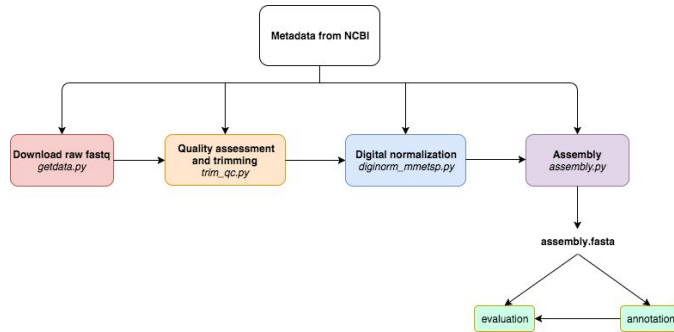 Metadata from NCBI
Download raw fastq
getdata.py
Quality assessment
and trimming
trim_qc.py
Digital normalization
diginorm_mmetsp.py
Assembly
assembly.py
assembly.fasta
evaluation
annotation